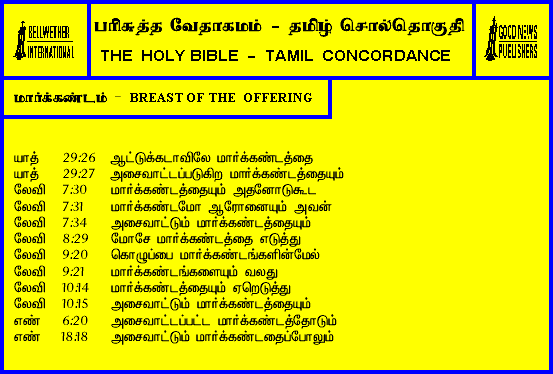 BELLWETHER
INTERNATIONAL
பரிசுத்த வேதாகமம் - தமிழ் சொல்தொகுதி
THE HOLY BIBLE - TAMIL CONCORDANCE
GOOD NEWS
PUBLISHERS
மார்க்கண்டம் - BREAST OF THE OFFERING
யாத் 29:26 ஆட்டுக்கடாவிலே மார்க்கண்டத்தை
யாத் 29:27 அசைவாட்டப்படுகிற மார்க்கண்டத்தையும்
லேவி 7:30 மார்க்கண்டத்தையும் அதனோடுகூட
லேவி 7:31 மார்க்கண்டமோ ஆரோனையும் அவன்
லேவி 7:34 அசைவாட்டும் மார்க்கண்டத்தையும்
லேவி 8:29 மோசே மார்க்கண்டத்தை எடுத்து
லேவி 9:20 கொழுப்பை மார்க்கண்டங்களின்மேல்
லேவி 9:21 மார்க்கண்டங்களையும் வலது
லேவி 10:14 மார்க்கண்டத்தையும் ஏறெடுத்து
லேவி 10:15 அசைவாட்டும் மார்க்கண்டத்தையும்
எண் 6:20 அசைவாட்டப்பட்ட மார்க்கண்டத்தோடும்
எண் 18:18 அசைவாட்டும் மார்க்கண்டதைப்போலும்